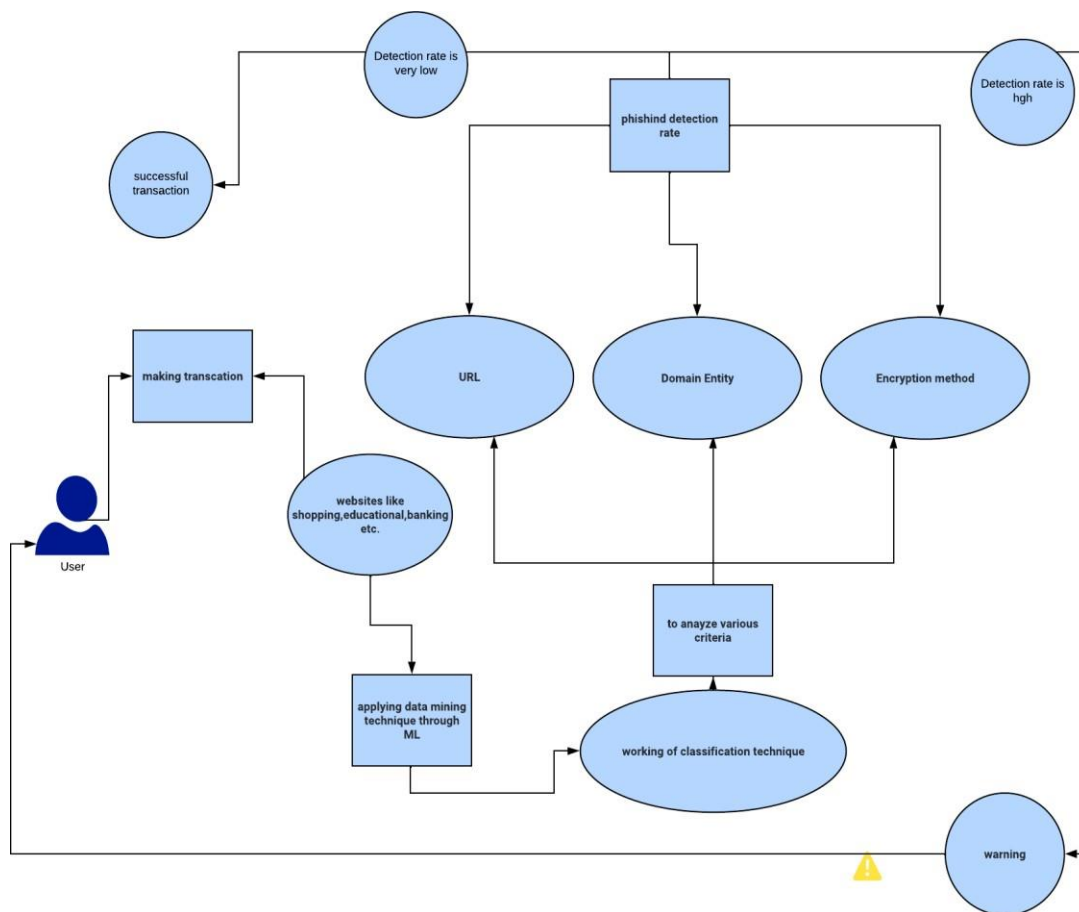 Detection rate is
very low
Detection rate is
hgh
phishind detection
rate
successful
transaction
making transcation
URL
Domain Entity
Encryption method
websites like
shopping,educational,banking
etc.
User
to anayze various
criteria
applying data mining
technique through
ML
working of classification technique
warning